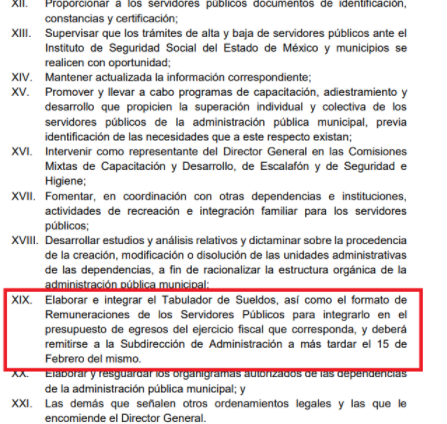 XII. Proporcionar a los servidores públicos documentos de identificación,
constancias y certificación;
XIII. Supervisar que los trámites de alta y baja de servidores públicos ante el
Instituto de Seguridad Social del Estado de México y municipios se
realicen con oportunidad;
XIV. Mantener actualizada la información correspondiente;
XV. Promover y llevar a cabo programas de capacitación, adiestramiento y
desarrollo que propicien la superación individual y colectiva de los
servidores públicos de la administración pública municipal, previa
identificación de las necesidades que a este respecto existan;
XVI. Intervenir como representante del Director General en las Comisiones
Mixtas de Capacitación y Desarrollo, de Escalafón y de Seguridad e
Higiene;
XVII. Fomentar, en coordinación con otras dependencias e instituciones,
actividades de recreación e integración familiar para los servidores
públicos;
XVIII. Desarrollar estudios y análisis relativos y dictaminar sobre la procedencia
de la creación, modificación o disolución de las unidades administrativas
de las dependencias, a fin de racionalizar la estructura orgánica de la
administración pública municipal;
XIX. Elaborar e integrar el Tabulador de Sueldos, así como el formato de
Remuneraciones de los Servidores Públicos para integrarlo en el
presupuesto de egresos del ejercicio fiscal que corresponda, y deberá
remitirse a la Subdirección de Administración a más tardar el 15 de
Febrero del mismo.
XX. Elaborar y resguardar los organigramas autorizados de las dependencias
de la administración pública municipal; y
XXI. Las demás que señalen otros ordenamientos legales y las que le
encomiende el Director General.